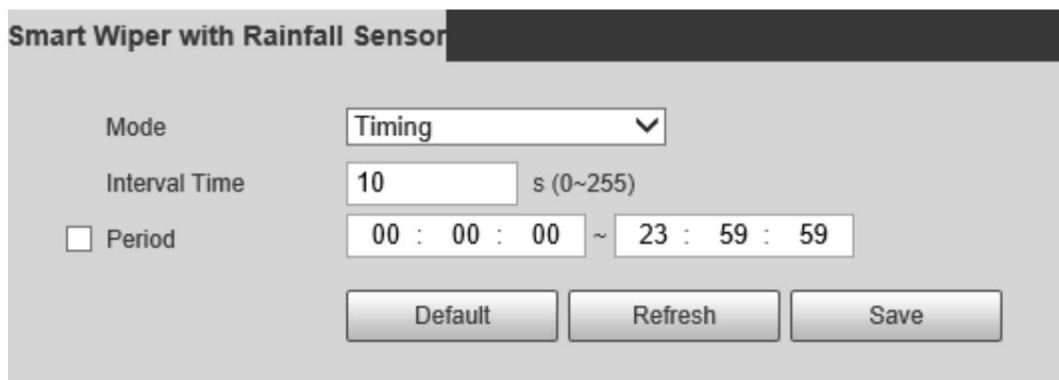 Smart Wiper with Rainfall Sensor
Mode Timing
Interval Time 10 s (0~255)
Period 00 : 00 : 00 ~ 23 : 59 : 59
Default Refresh Save